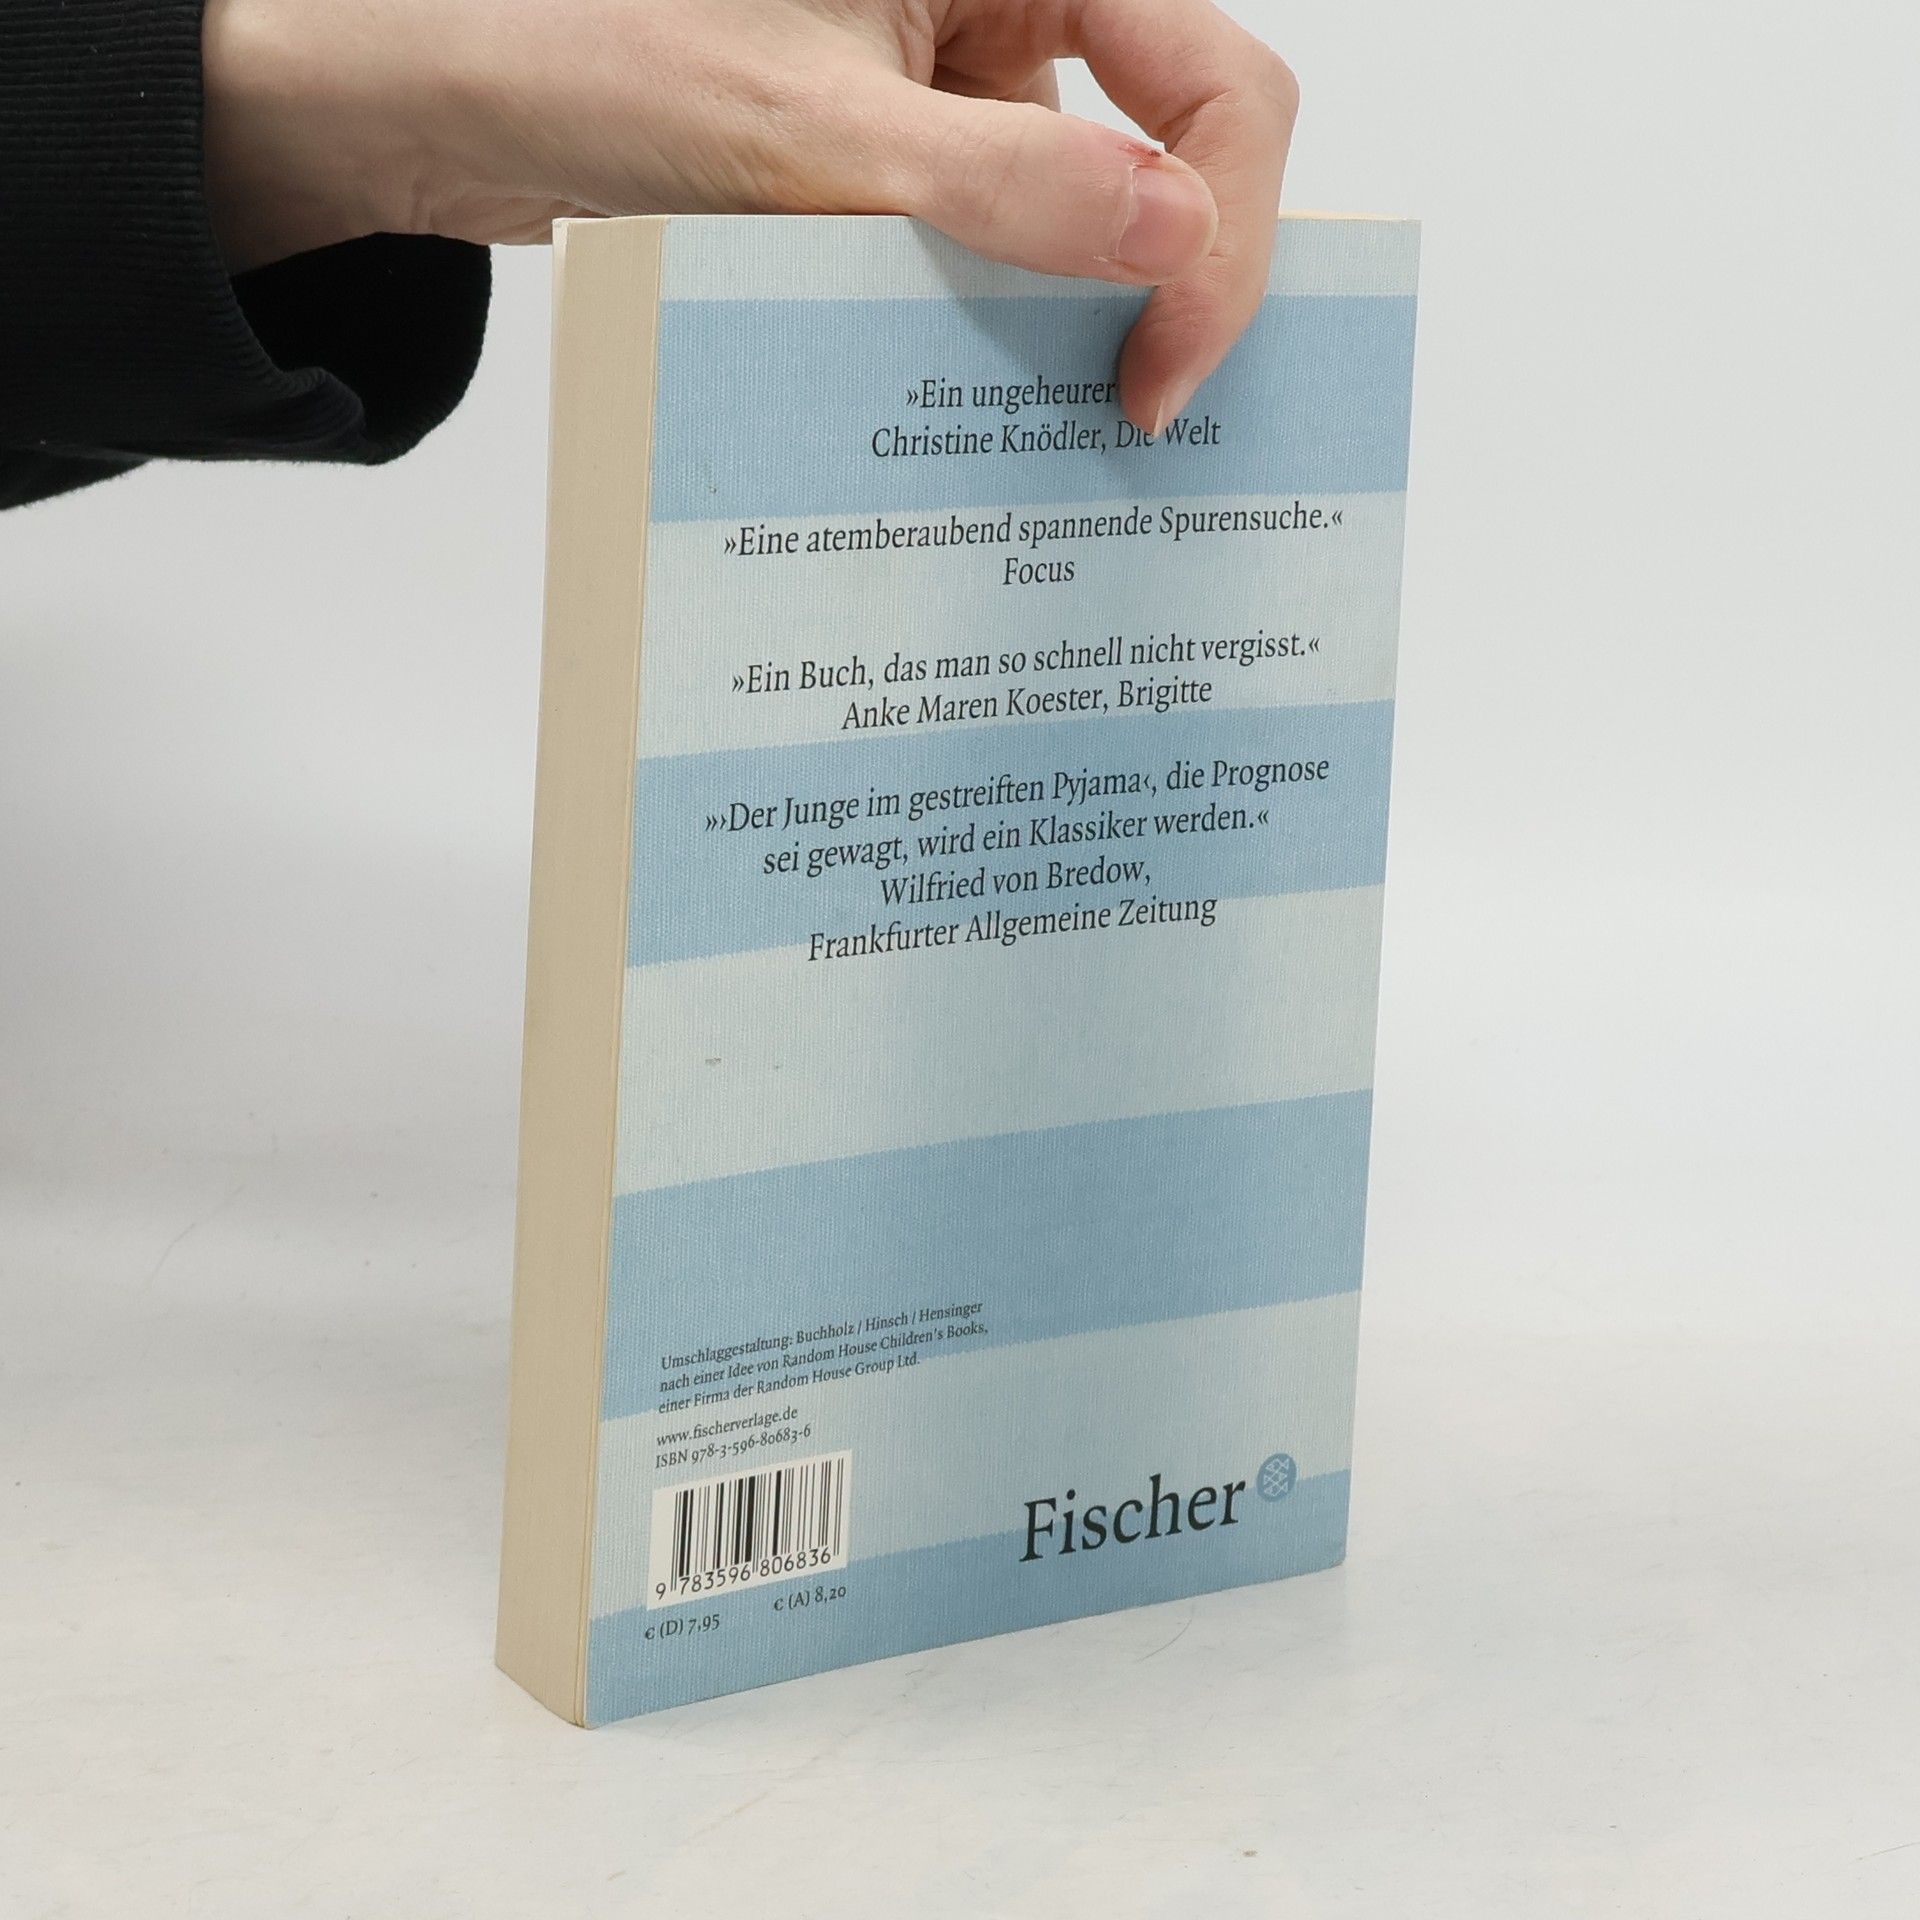 »Ein ungeheurer
Christine Knödler, Die Welt
»Eine atemberaubend spannende Spurensuche.«
Focus
»Ein Buch, das man so schnell nicht vergisst.«
Anke Maren Koester, Brigitte
»›Der Junge im gestreiften Pyjama‹, die Prognose
sei gewagt, wird ein Klassiker werden.«
Wilfried von Bredow,
Frankfurter Allgemeine Zeitung
Umschlaggestaltung: Buchholz / Hinsch / Hensinger
nach einer Idee von Random House Children's Books,
einer Firma der Random House Group Ltd.
www.fischerverlage.de
ISBN 978-3-596-80683-6
9 783596 806836
€ (D) 7,95
€ (A) 8,20
Fischer